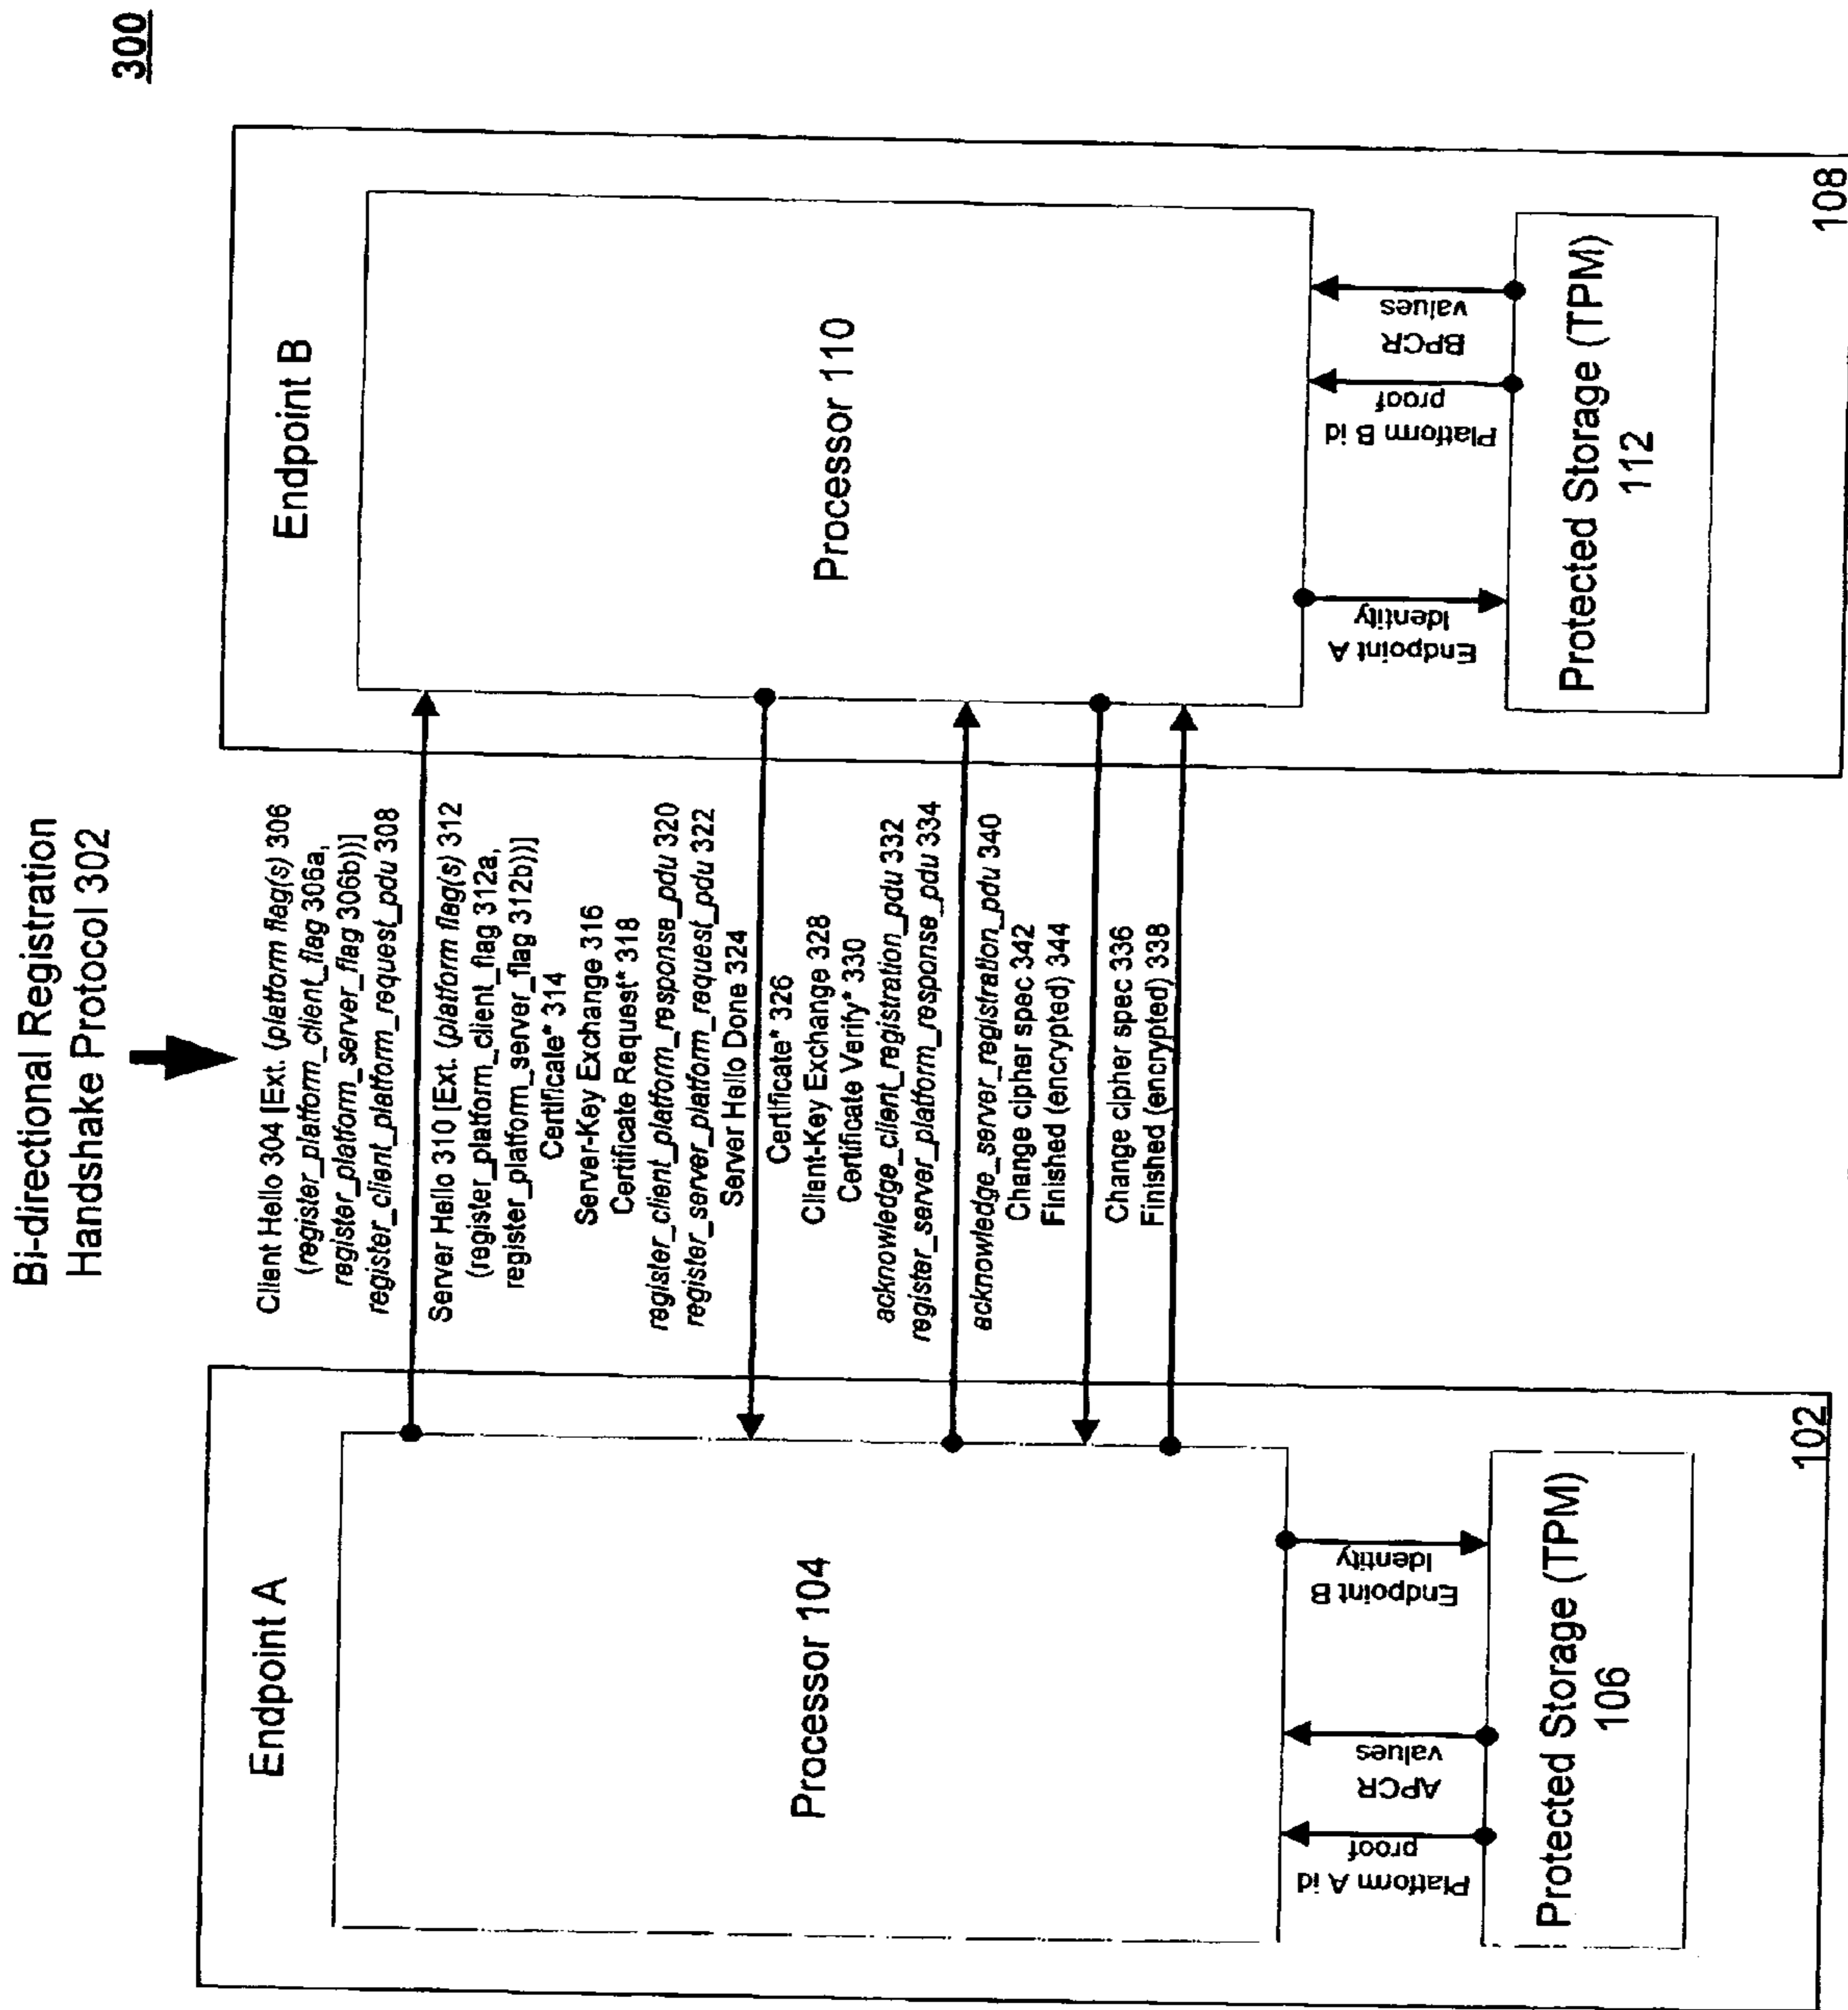 300
Bi-directional Registration
Handshake Protocol 302
Endpoint A
Processor 104
Platform A id
proof
APCR
values
Endpoint B
Identity
Protected Storage (TPM)
106
102
Client Hello 304 [Ext. (platform flag(s) 306
(register_platform_client_flag 306a,
register_platform_server_flag 306b))]
register_client_platform_request_pdu 308
Server Hello 310 [Ext. (platform flag(s) 312
(register_platform_client_flag 312a,
register_platform_server_flag 312b))]
Certificate* 314
Server-Key Exchange 316
Certificate Request* 318
register_client_platform_response_pdu 320
register_server_platform_request_pdu 322
Server Hello Done 324
Certificate* 326
Client-Key Exchange 328
Certificate Verify* 330
acknowledge_client_registration_pdu 332
register_server_platform_response_pdu 334
acknowledge_server_registration_pdu 340
Change cipher spec 342
Finished (encrypted) 344
Change cipher spec 336
Finished (encrypted) 338
Endpoint B
Processor 110
Endpoint A
Identity
Platform B id
proof
BPCR
values
Protected Storage (TPM)
112
108